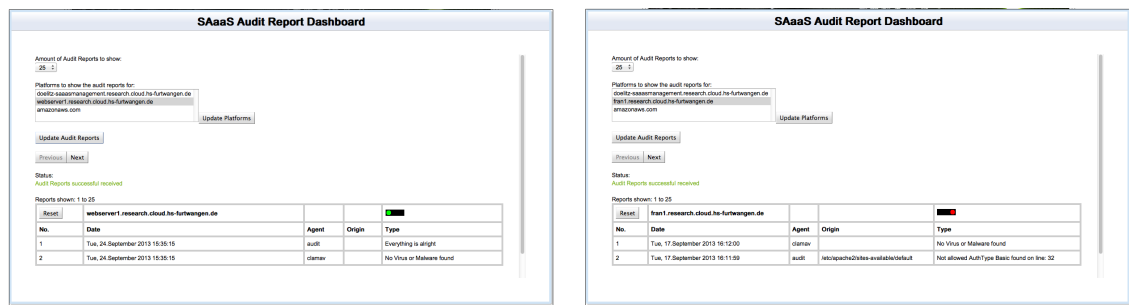 SAaaS Audit Report Dashboard
Amount of Audit Reports to show:
25
Platforms to show the audit reports for:
doelitz-saaasmanagement.research.cloud.hs-furtwangen.de
webserver1.research.cloud.hs-furtwangen.de
amazonaws.com
Update Platforms
Update Audit Reports
Previous Next
Status:
Audit Reports successful received
Reports shown: 1 to 25
Reset webserver1.research.cloud.hs-furtwangen.de
No. Date Agent Origin Type
1 Tue, 24.September 2013 15:35:15 audit Everything is alright
2 Tue, 24.September 2013 15:35:15 clamav No Virus or Malware found
SAaaS Audit Report Dashboard
Amount of Audit Reports to show:
25
Platforms to show the audit reports for:
doelitz-saaasmanagement.research.cloud.hs-furtwangen.de
fran1.research.cloud.hs-furtwangen.de
amazonaws.com
Update Platforms
Update Audit Reports
Previous Next
Status:
Audit Reports successful received
Reports shown: 1 to 25
Reset fran1.research.cloud.hs-furtwangen.de
No. Date Agent Origin Type
1 Tue, 17.September 2013 16:12:00 clamav No Virus or Malware found
2 Tue, 17.September 2013 16:11:59 audit /etc/apache2/sites-available/default Not allowed AuthType Basic found on line: 32